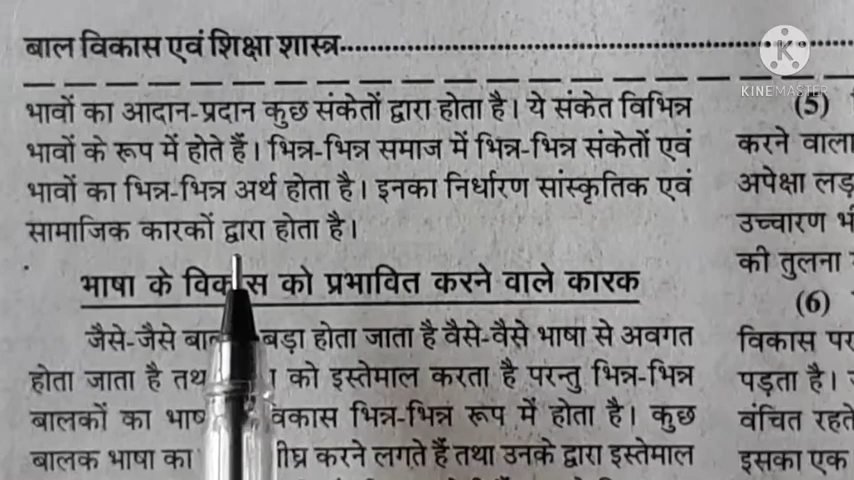 बाल विकास एवं शिक्षा शास्त्र
KINEMASTER
भावों का आदान-प्रदान कुछ संकेतों द्वारा होता है। ये संकेत विभिन्न
भावों के रूप में होते हैं। भिन्न-भिन्न समाज में भिन्न-भिन्न संकेतों एवं
भावों का भिन्न-भिन्न अर्थ होता है। इनका निर्धारण सांस्कृतिक एवं
सामाजिक कारकों द्वारा होता है।
भाषा के विकास को प्रभावित करने वाले कारक
जैसे-जैसे बड़ा होता जाता है वैसे-वैसे भाषा से अवगत
होता जाता है को इस्तेमाल करता है परन्तु भिन्न-भिन्न
बालकों का विकास भिन्न-भिन्न रूप में होता है। कुछ
बालक भाषा का करने लगते हैं तथा उनके द्वारा इस्तेमाल
(5)
करने वाला
अपेक्षा
उच्चारण
की तुलना
(6)
विकास पर
पड़ता है।
वंचित रहते
इसका एक